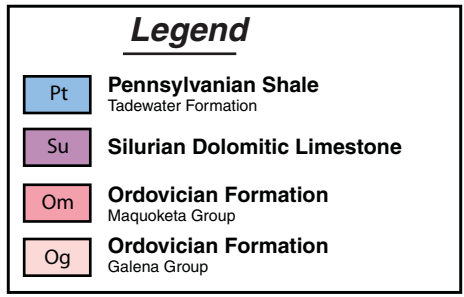 Legend
Pt
Pennsylvanian Shale
Tadewater Formation
Su
Silurian Dolomitic Limestone
Om
Ordovician Formation
Maquoketa Group
Og
Ordovician Formation
Galena Group